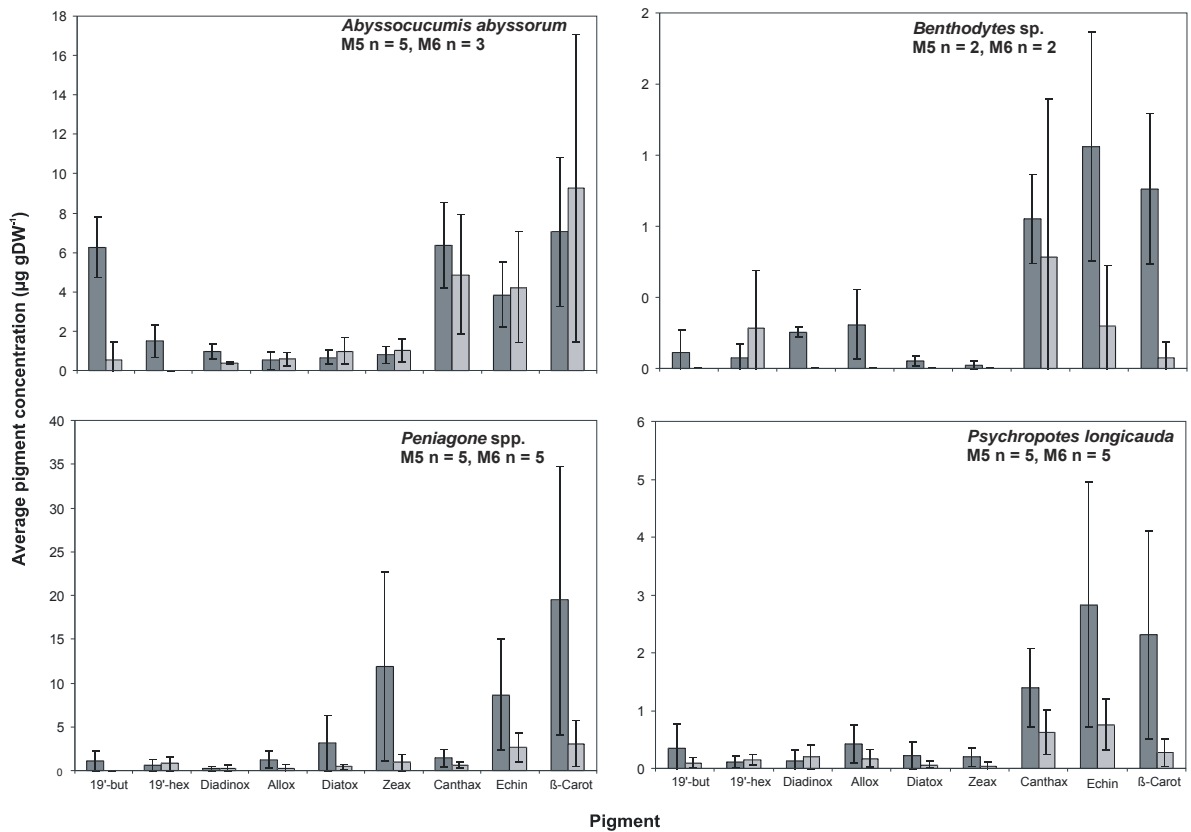 Average pigment concentration (µg gDW⁻¹)
Abyssocucumis abyssorum
M5 n = 5, M6 n = 3
18
16
14
12
10
8
6
4
2
0
Benthodytes sp.
M5 n = 2, M6 n = 2
2
2
1
1
0
0
Peniagone spp.
M5 n = 5, M6 n = 5
40
35
30
25
20
15
10
5
0
19'-but 19'-hex Diadinox Allox Diatox Zeax Canthax Echin ß-Carot
Psychropotes longicauda
M5 n = 5, M6 n = 5
6
5
4
3
2
1
0
19'-but 19'-hex Diadinox Allox Diatox Zeax Canthax Echin ß-Carot
Pigment